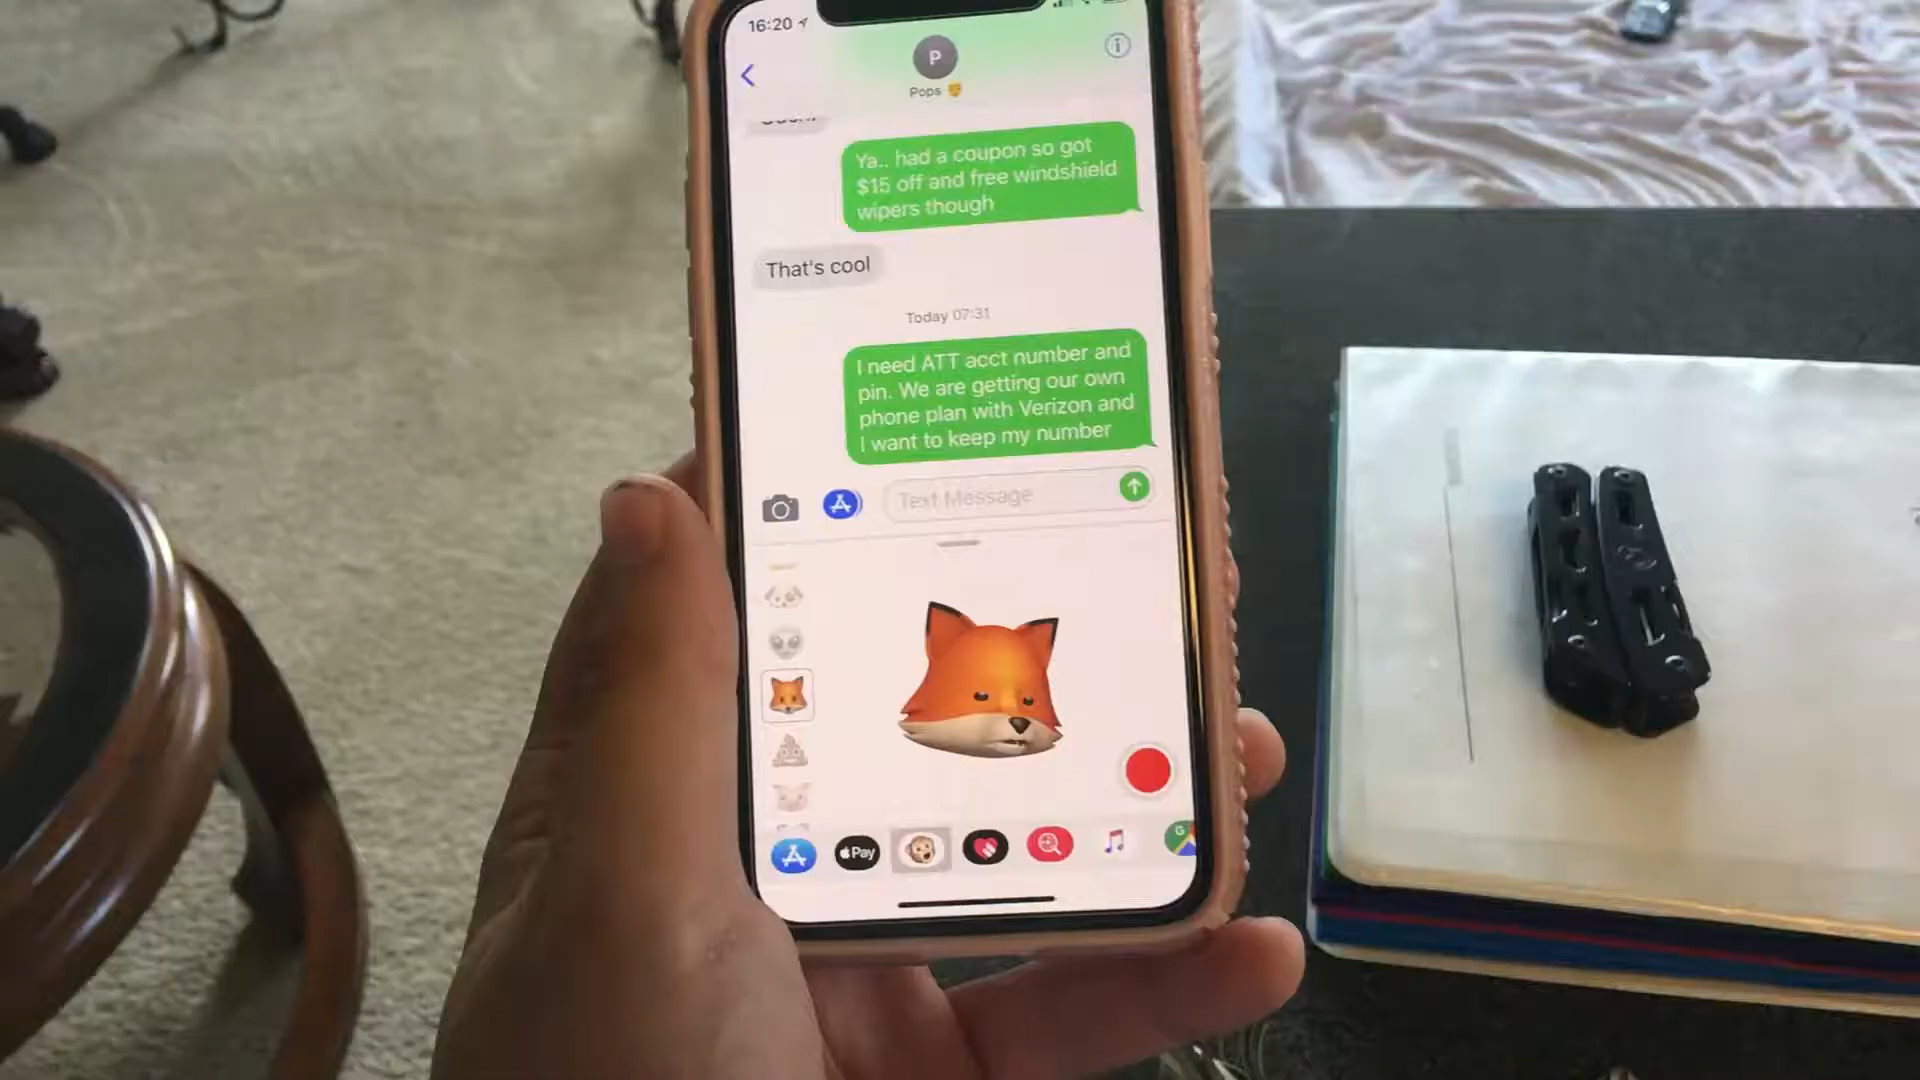 16:20
P
Pops
Ya.. had a coupon so got
$15 off and free windshield
wipers though
That's cool
Today 07:31
I need ATT acct number and
pin. We are getting our own
phone plan with Verizon and
I want to keep my number
Text Message
Pay
G